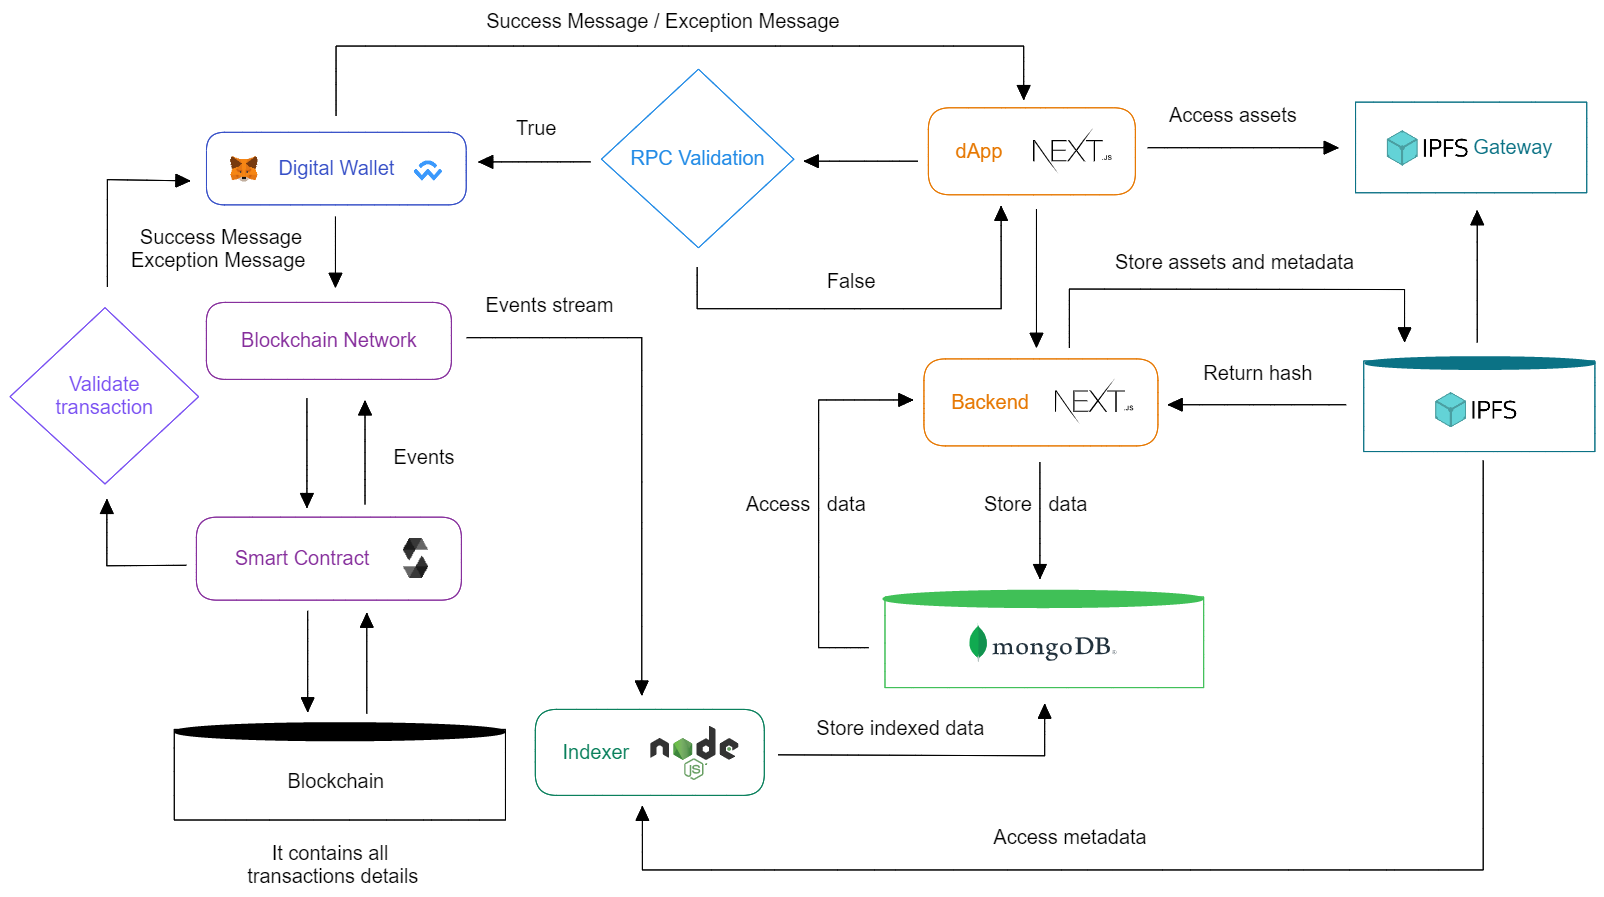 Success Message / Exception Message
True
RPC Validation
dApp NEXT.JS
Access assets
IPFS Gateway
Digital Wallet
Success Message
Exception Message
False
Store assets and metadata
Events stream
Blockchain Network
Validate
transaction
Return hash
Backend NEXT.JS
IPFS
Events
Access data
Store data
Smart Contract
mongoDB®
Store indexed data
Indexer node
JS
Blockchain
Access metadata
It contains all
transactions details